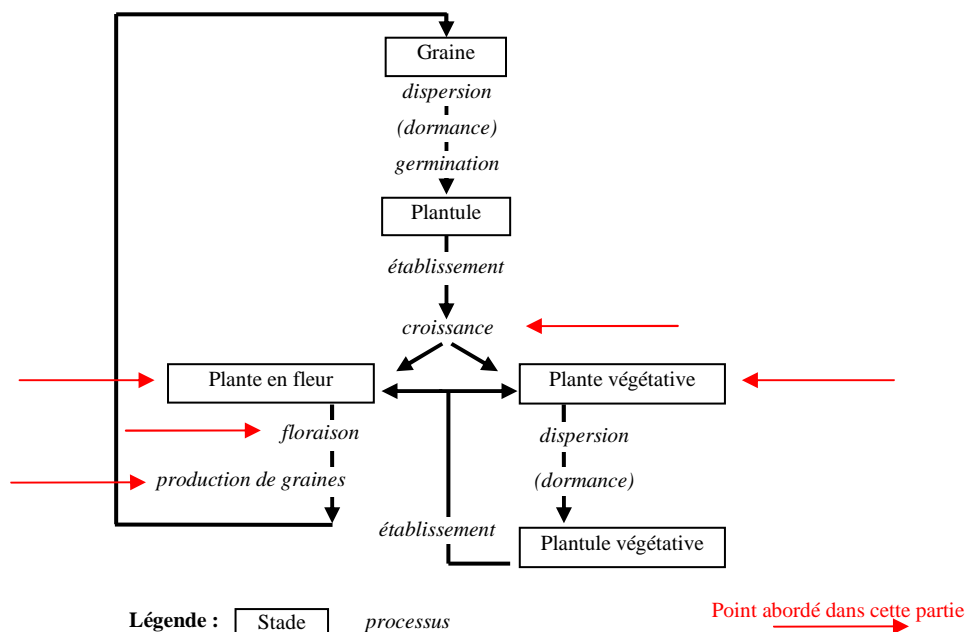 Graine
dispersion
(dormance)
germination
Plantule
établissement
croissance
Plante en fleur
Plante végétative
floraison
dispersion
production de graines
(dormance)
établissement
Plantule végétative
Légende :
Stade
processus
Point abordé dans cette partie